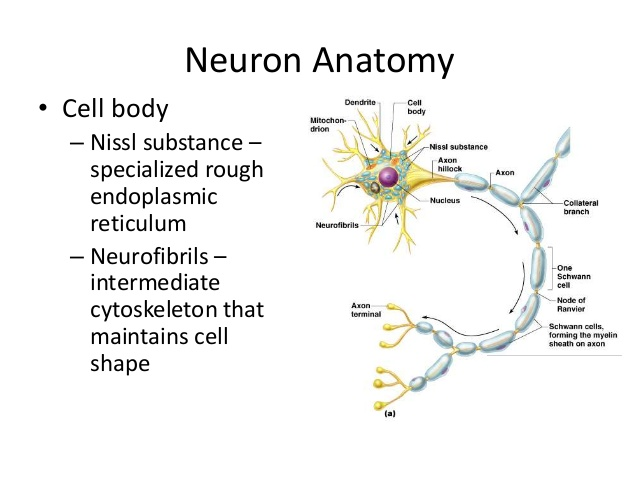 Neuron Anatomy
• Cell body
– Nissl substance –
specialized rough
endoplasmic
reticulum
– Neurofibrils –
intermediate
cytoskeleton that
maintains cell
shape
Dendrite
Cell
body
Mitochon-
drion
Nissl substance
Axon
hillock
Axon
Nucleus
Collateral
branch
Neurofibrils
One
Schwann
cell
Node of
Ranvier
Axon
terminal
Schwann cells,
forming the myelin
sheath on axon
(a)